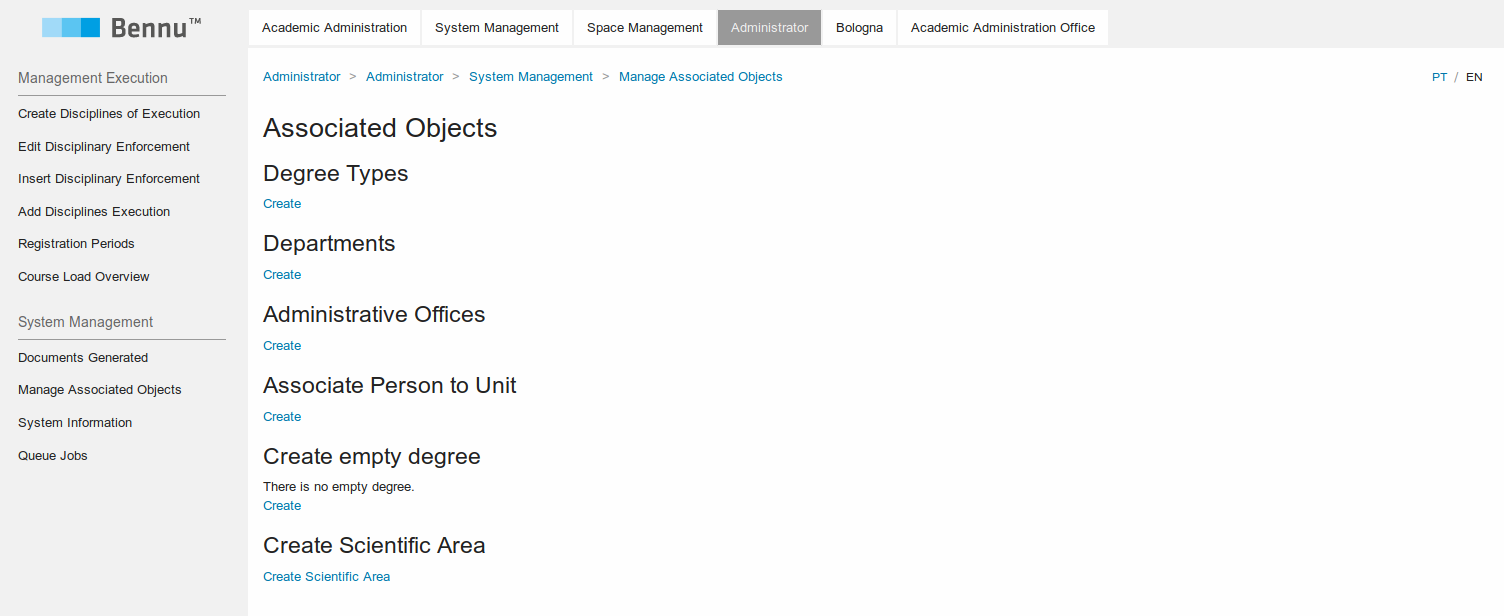 Bennu™
Academic Administration
System Management
Space Management
Administrator
Bologna
Academic Administration Office
Management Execution
Create Disciplines of Execution
Edit Disciplinary Enforcement
Insert Disciplinary Enforcement
Add Disciplines Execution
Registration Periods
Course Load Overview
System Management
Documents Generated
Manage Associated Objects
System Information
Queue Jobs
Administrator > Administrator > System Management > Manage Associated Objects
PT / EN
Associated Objects
Degree Types
Create
Departments
Create
Administrative Offices
Create
Associate Person to Unit
Create
Create empty degree
There is no empty degree.
Create
Create Scientific Area
Create Scientific Area